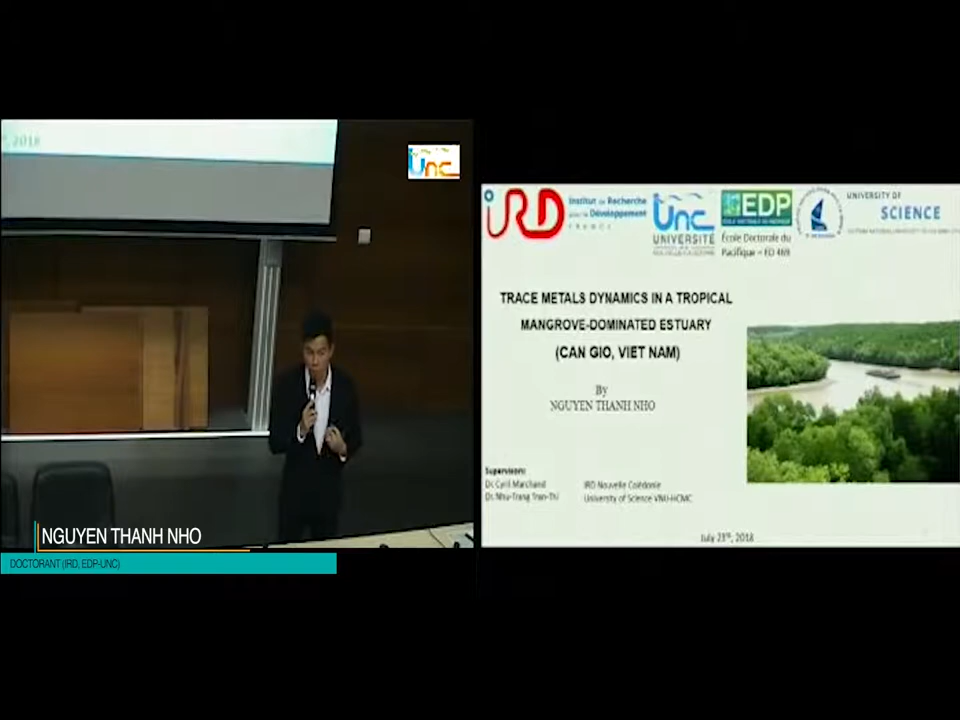 , 2018
Unc
NGUYEN THANH NHO
DOCTORANT (IRD, EDP-UNC)
IRD
Institut de Recherche
pour le Développement
FRANCE
Unc
UNIVERSITÉ
EDP
École Doctorale du
Pacifique – ED 469
UNIVERSITY OF
SCIENCE
TRACE METALS DYNAMICS IN A TROPICAL
MANGROVE-DOMINATED ESTUARY
(CAN GIO, VIET NAM)
By
NGUYEN THANH NHO
Supervisors:
Dr. Cyril Marchand IRD Nouvelle Calédonie
Dr. Nhu-Trang Tran-Thi University of Science VNU-HCMC
July 23th, 2018